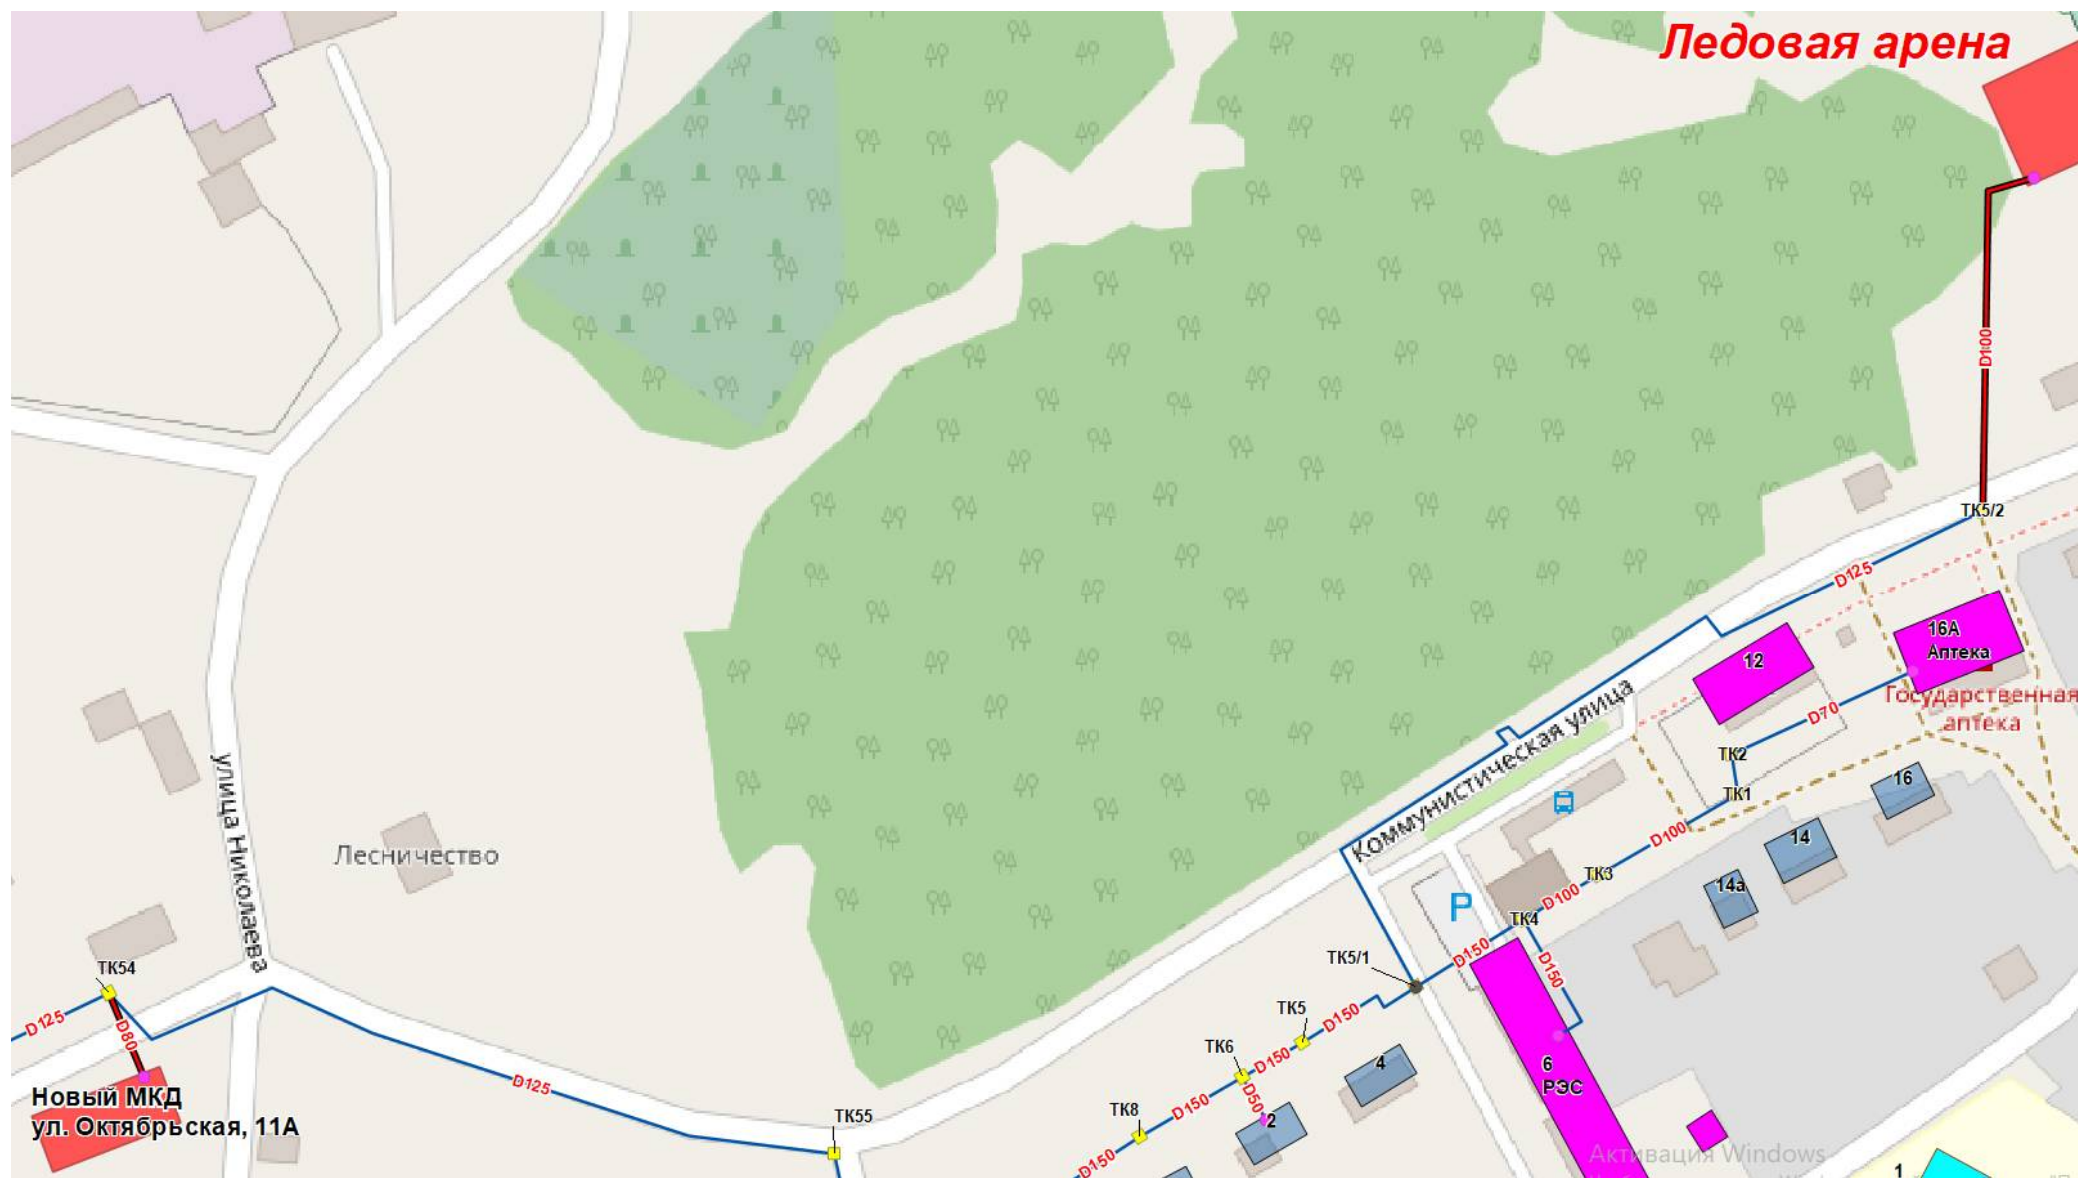 Ледовая арена
D100
ТК5/2
D125
16А
Аптека
12
Государственная
аптека
D70
ТК2
16
ТК1
Коммунистическая улица
D100
14
ТК3
14а
D100
P
ТК4
улица Николаева
Лесничество
D150
D150
ТК5/1
ТК54
D125
D80
ТК5
D150
ТК6
D150
4
6
РЭС
D125
D50
Новый МКД
ул. Октябрьская, 11А
ТК55
ТК8
D150
2
D150
Активация Windows
1